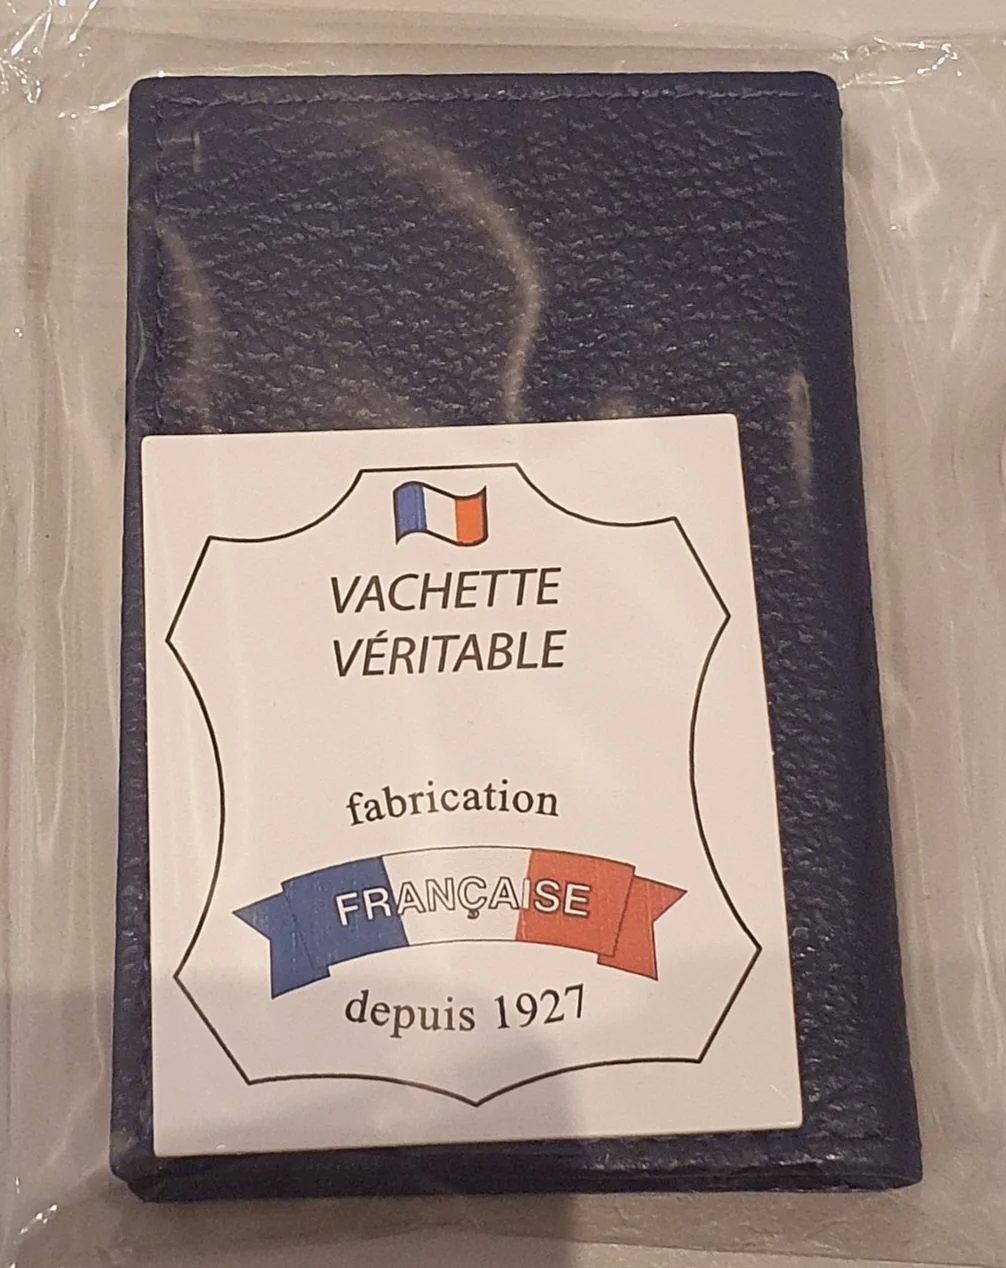 VACHETTE
VÉRITABLE
fabrication
FRANÇAISE
depuis 1927